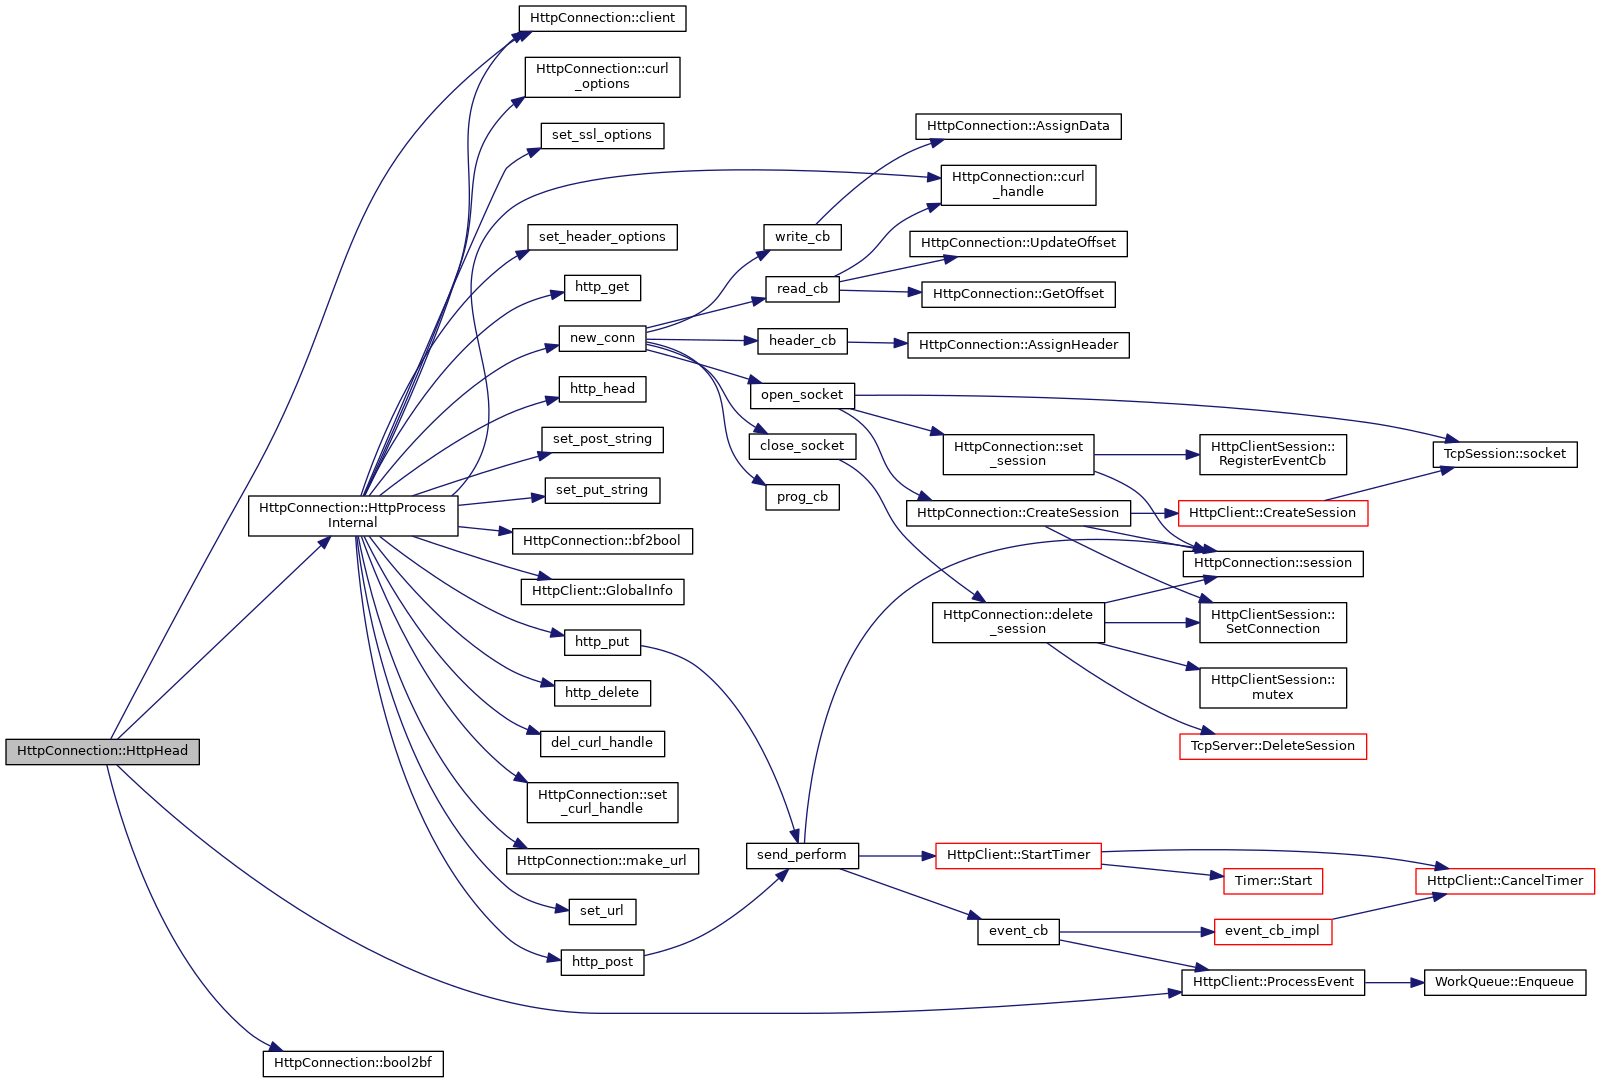 HttpConnection::client
HttpConnection::curl
_options
set_ssl_options
set_header_options
http_get
new_conn
http_head
set_post_string
set_put_string
HttpConnection::bf2bool
HttpClient::GlobalInfo
http_put
http_delete
del_curl_handle
HttpConnection::set
_curl_handle
HttpConnection::make_url
set_url
http_post
HttpConnection::HttpHead
HttpConnection::HttpProcess
Internal
HttpConnection::bool2bf
write_cb
read_cb
header_cb
open_socket
close_socket
prog_cb
send_perform
HttpConnection::AssignData
HttpConnection::curl
_handle
HttpConnection::UpdateOffset
HttpConnection::GetOffset
HttpConnection::AssignHeader
HttpConnection::set
_session
HttpConnection::CreateSession
HttpConnection::delete
_session
HttpClient::StartTimer
event_cb
HttpClientSession::
RegisterEventCb
HttpClient::CreateSession
HttpConnection::session
HttpClientSession::
SetConnection
HttpClientSession::
mutex
TcpServer::DeleteSession
Timer::Start
event_cb_impl
HttpClient::ProcessEvent
TcpSession::socket
HttpClient::CancelTimer
WorkQueue::Enqueue